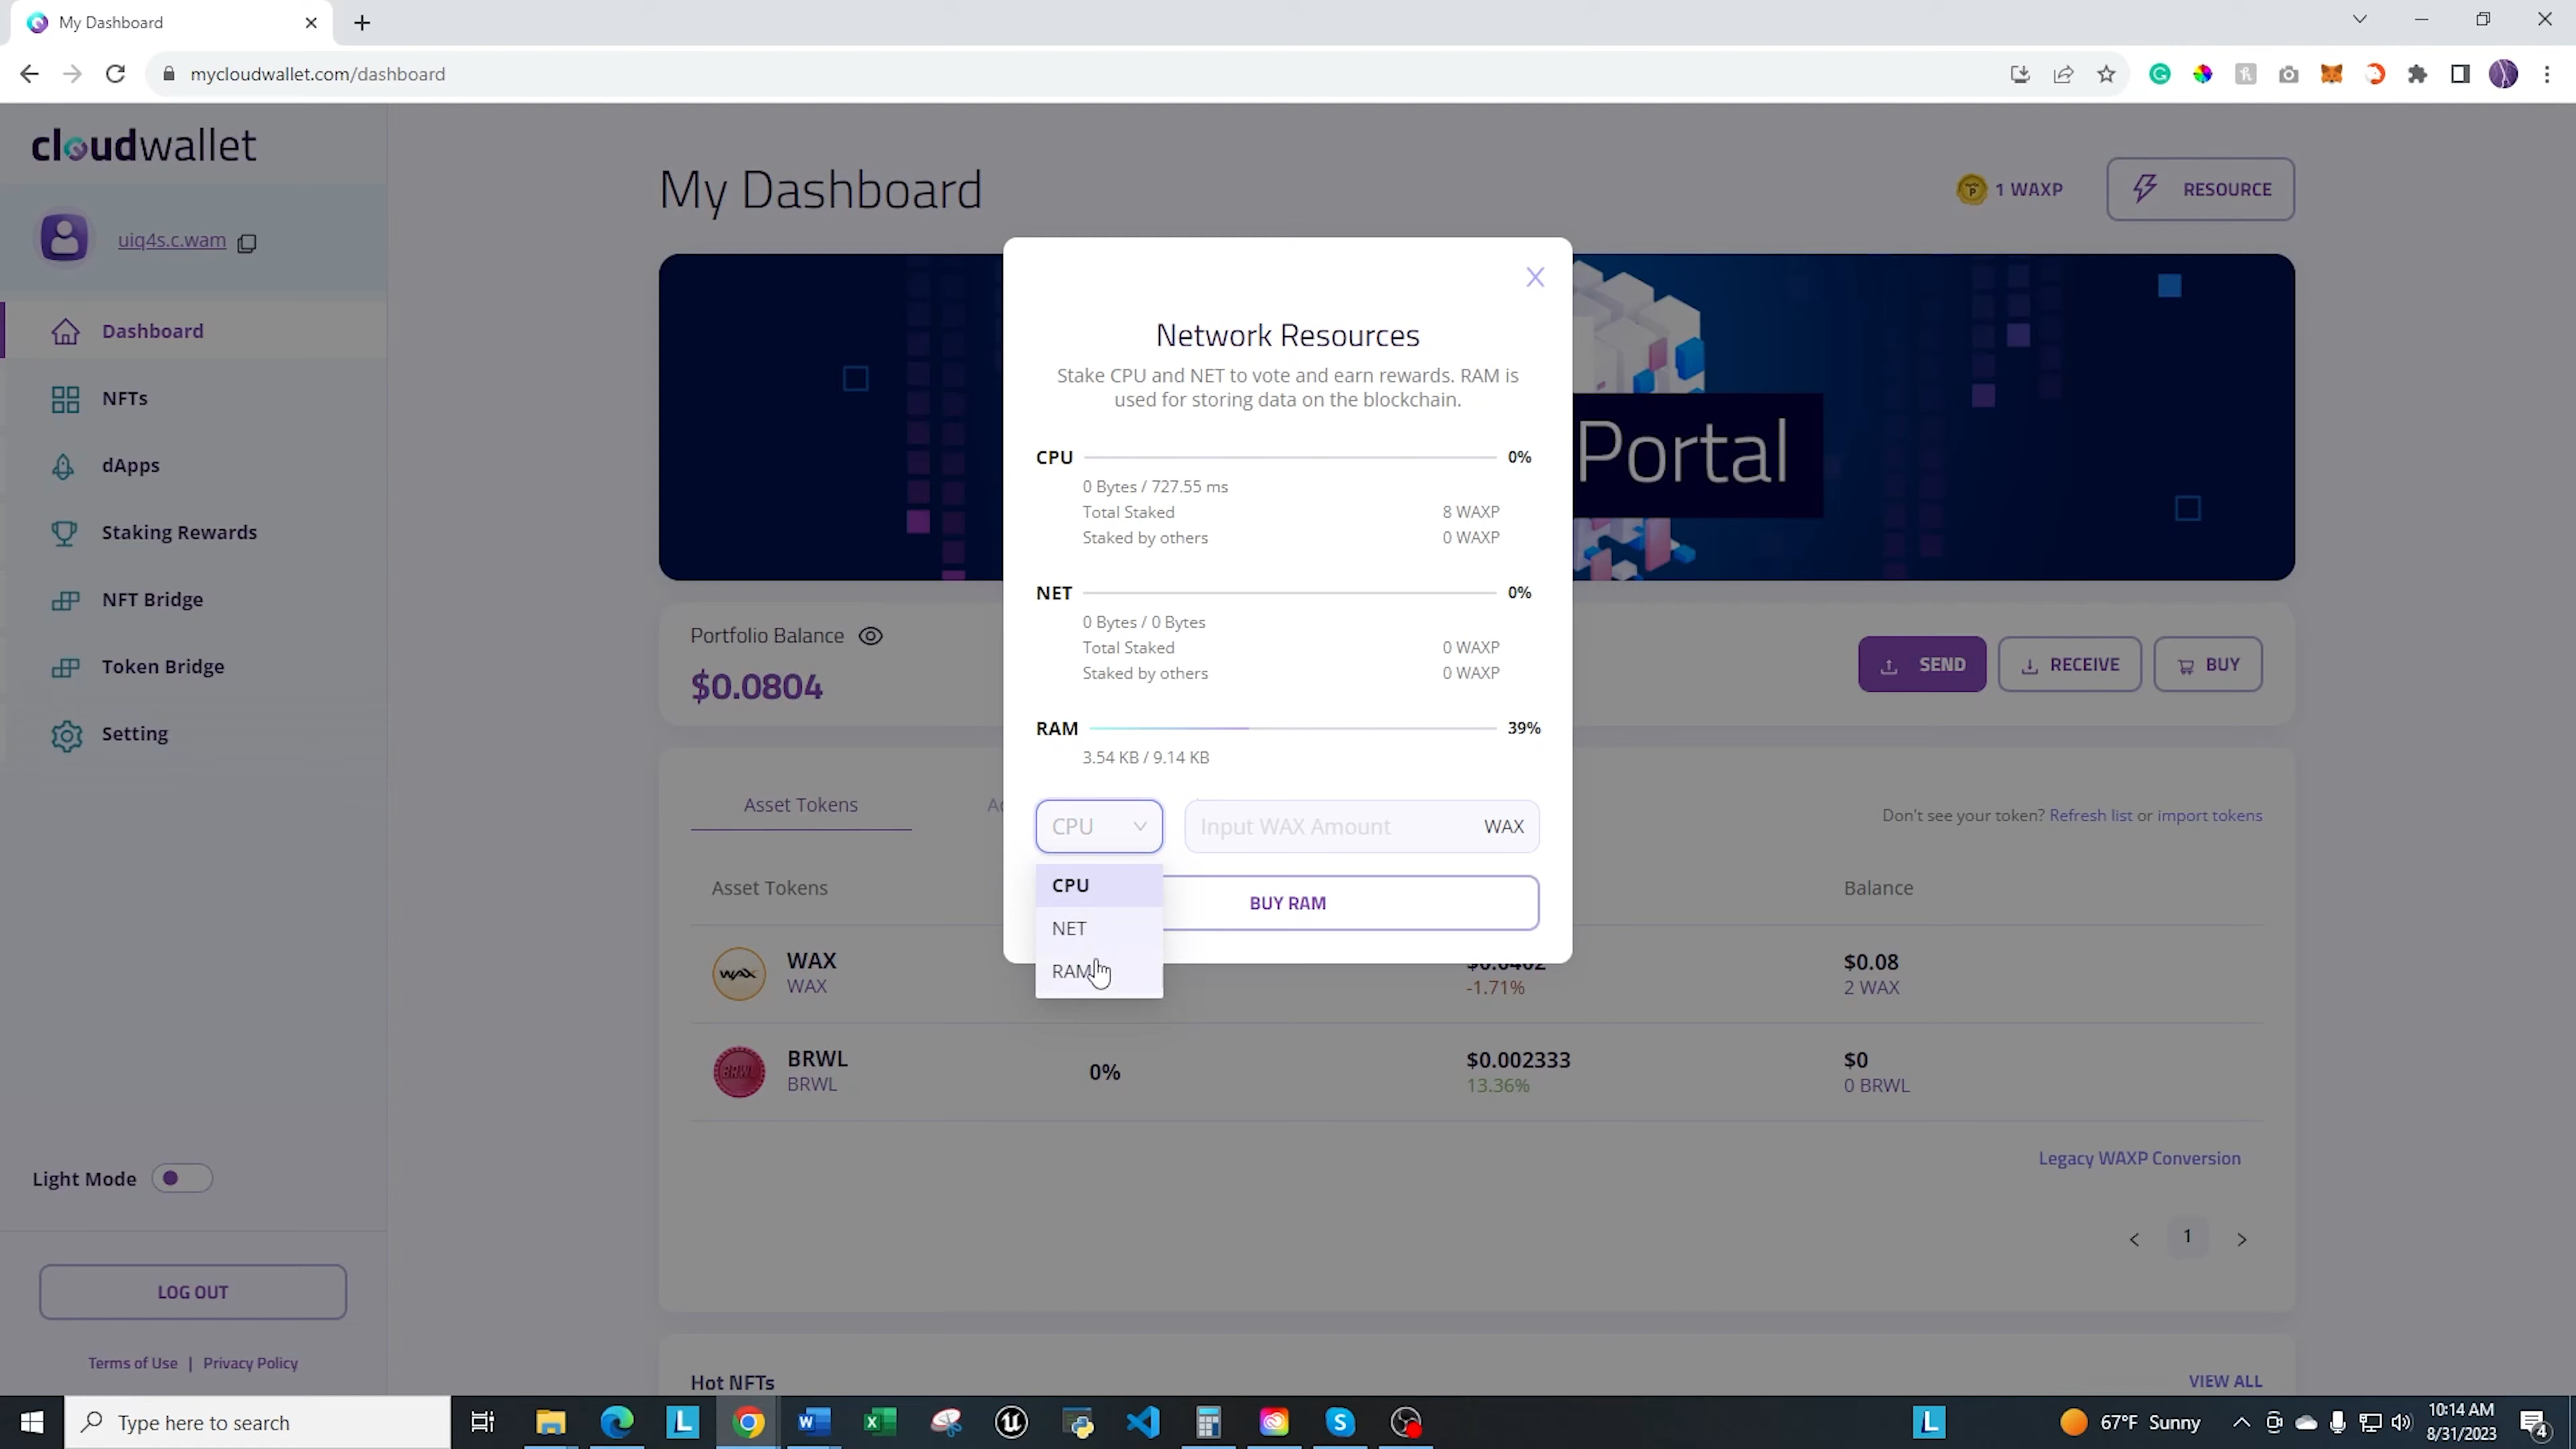 My Dashboard
mycloudwallet.com/dashboard
cloudwallet
uiq4s.c.wam
Dashboard
NFTs
dApps
Staking Rewards
NFT Bridge
Token Bridge
Setting
Light Mode
LOG OUT
Terms of Use | Privacy Policy
My Dashboard
1 WAXP
RESOURCE
Portal
Network Resources
Stake CPU and NET to vote and earn rewards. RAM is
used for storing data on the blockchain.
CPU 0%
0 Bytes / 727.55 ms
Total Staked 8 WAXP
Staked by others 0 WAXP
NET 0%
0 Bytes / 0 Bytes
Total Staked 0 WAXP
Staked by others 0 WAXP
RAM 39%
3.54 KB / 9.14 KB
CPU Input WAX Amount WAX
CPU
NET
RAM
BUY RAM
Portfolio Balance
$0.0804
SEND RECEIVE BUY
Asset Tokens
Don't see your token? Refresh list or import tokens
Asset Tokens Balance
WAX $0.08
WAX -1.71% 2 WAX
BRWL 0% $0.002333 $0
BRWL 13.36% 0 BRWL
Legacy WAXP Conversion
1
Hot NFTs VIEW ALL
Type here to search
67°F Sunny
10:14 AM
8/31/2023
4